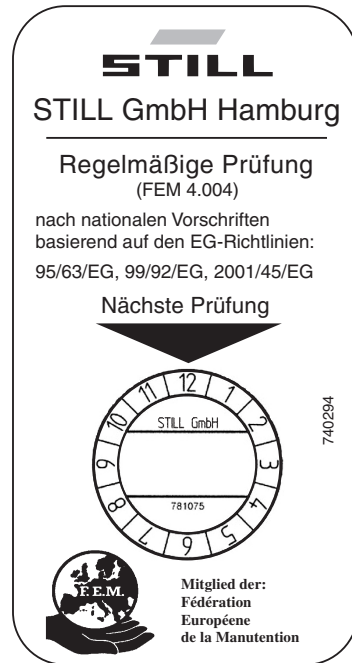 STILL
STILL GmbH Hamburg
Regelmäßige Prüfung
(FEM 4.004)
nach nationalen Vorschriften
basierend auf den EG-Richtlinien:
95/63/EG, 99/92/EG, 2001/45/EG
Nächste Prüfung
12
1
2
3
4
5
6
7
8
9
10
11
STILL GmbH
781075
740294
F.E.M.
Mitglied der:
Fédération
Européene
de la Manutention